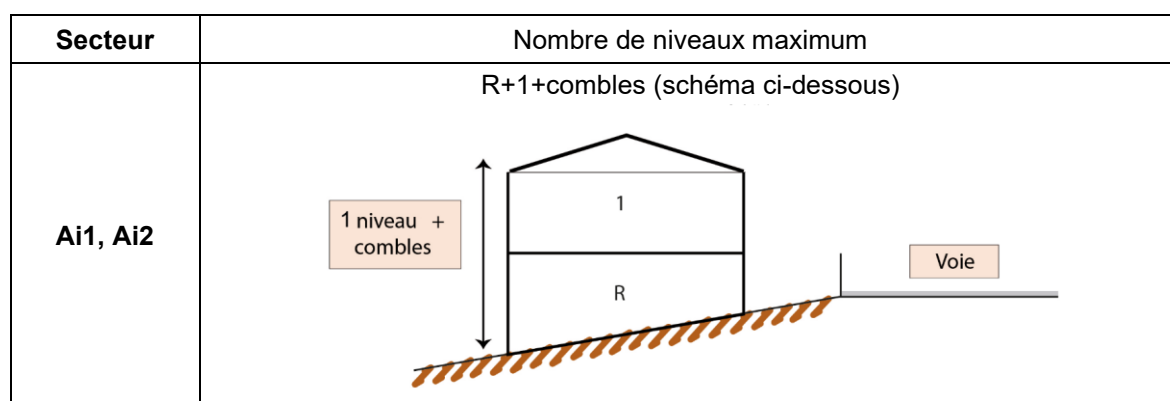 Secteur
Nombre de niveaux maximum
Ai1, Ai2
R+1+combles (schéma ci-dessous)
1 niveau +
combles
1
R
Voie